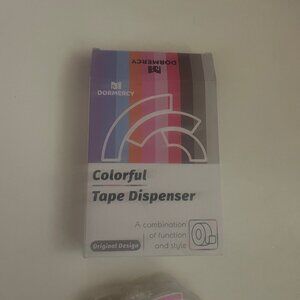 DORMERCY
DORMERCY
Colorful
Tape Dispenser
A combination
of function
and style
Original Design